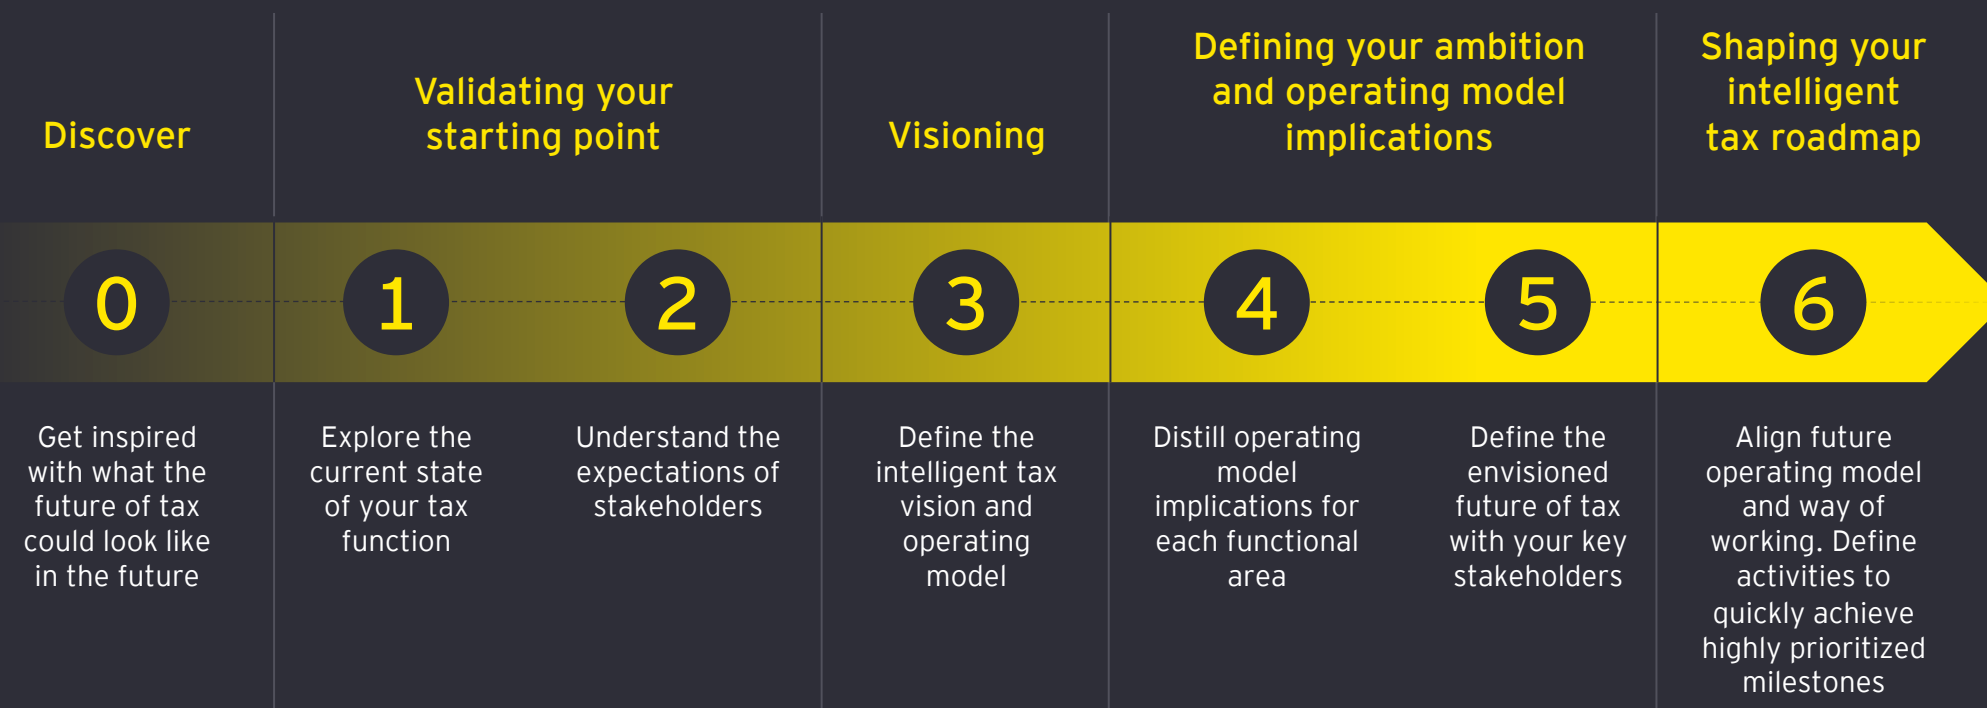 Discover
Validating your
starting point
Visioning
Defining your ambition
and operating model
implications
Shaping your
intelligent
tax roadmap
0
1
2
3
4
5
6
Get inspired
with what the
future of tax
could look like
in the future
Explore the
current state
of your tax
function
Understand the
expectations of
stakeholders
Define the
intelligent tax
vision and
operating
model
Distill operating
model
implications for
each functional
area
Define the
envisioned
future of tax
with your key
stakeholders
Align future
operating model
and way of
working. Define
activities to
quickly achieve
highly prioritized
milestones